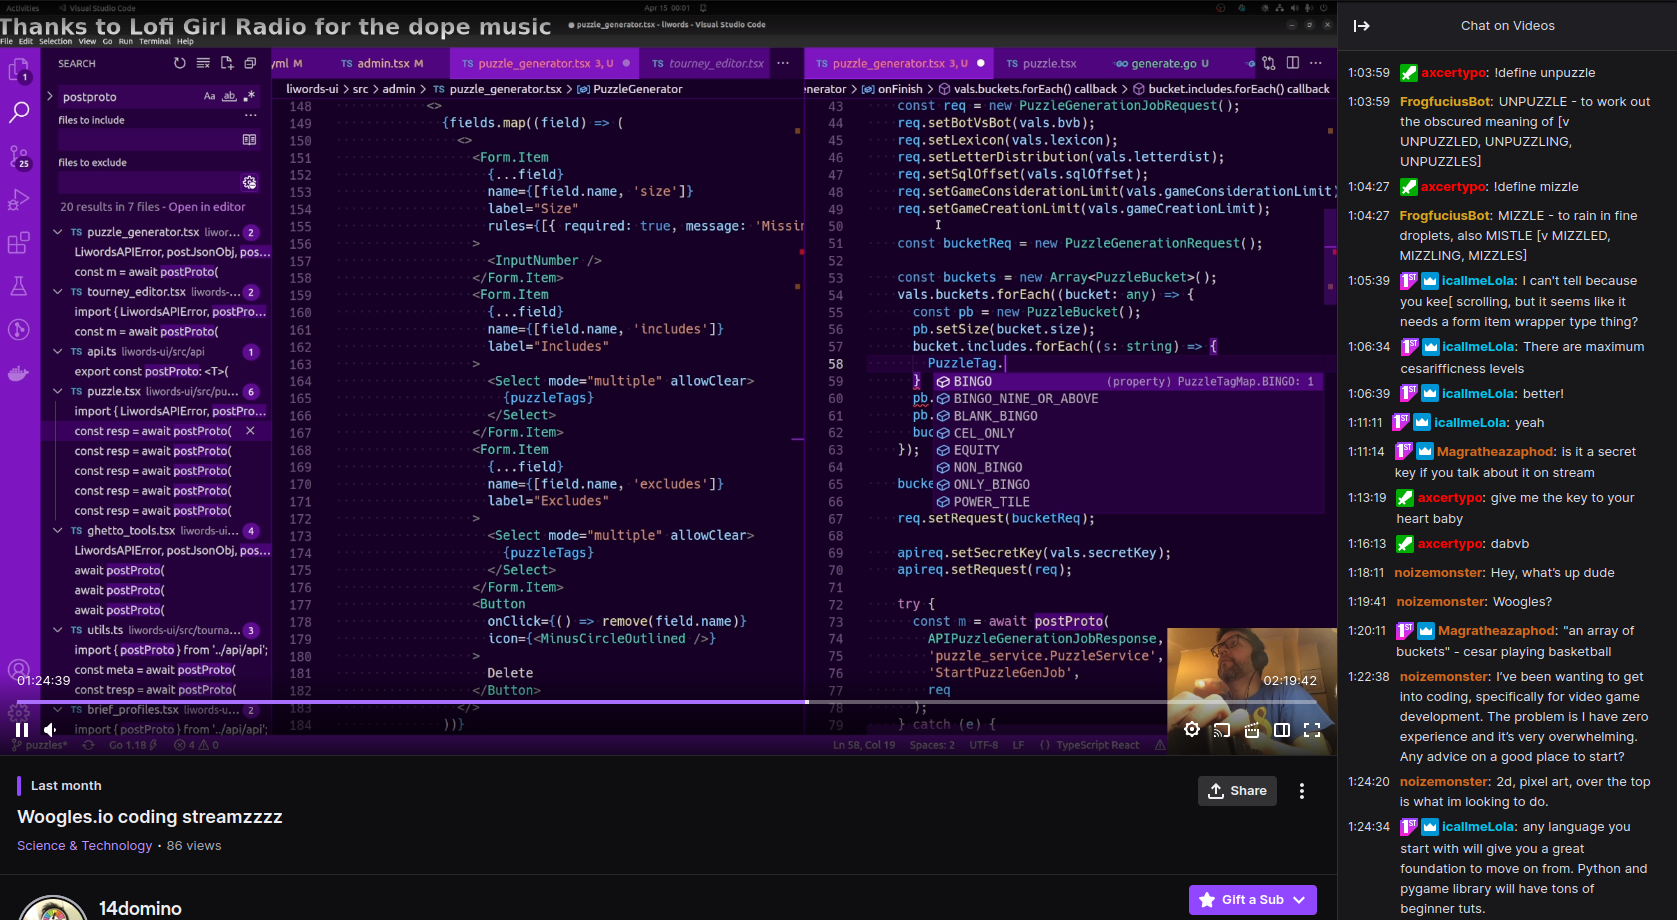 Activities
Visual Studio Code
Apr 15 00:01
Thanks to Lofi Girl Radio for the dope music
● puzzle_generator.tsx - liwords - Visual Studio Code
File Edit Selection View Go Run Terminal Help
SEARCH
postproto
Aa ab
files to include
files to exclude
20 results in 7 files - Open in editor
TS puzzle_generator.tsx liwor... 2
LiwordsAPIError, postJsonObj, pos...
const m = await postProto(
TS tourney_editor.tsx liwords-... 2
import { LiwordsAPIError, postPro...
const m = await postProto(
TS api.ts liwords-ui/src/api 1
export const postProto: <T>(
TS puzzle.tsx liwords-ui/src/pu... 6
import { LiwordsAPIError, postPro...
const resp = await postProto(
const resp = await postProto(
const resp = await postProto(
const resp = await postProto(
const resp = await postProto(
TS ghetto_tools.tsx liwords-ui... 4
LiwordsAPIError, postJsonObj, pos...
await postProto(
await postProto(
await postProto(
TS utils.ts liwords-ui/src/tourna... 3
import { postProto } from '../api/api';
const meta = await postProto(
const tresp = await postProto(
TS brief_profiles.tsx liwords-... 2
import { postProto } from '../api/api';
1
25
yml M
TS admin.tsx M
TS puzzle_generator.tsx 3, U ●
TS tourney_editor.tsx
...
liwords-ui > src > admin > puzzle_generator.tsx > PuzzleGenerator
148 <>
149 {fields.map((field) => (
150 <>
151 <Form.Item
152 {...field}
153 name={[field.name, 'size']}
154 label="Size"
155 rules={[{ required: true, message: 'Missin
156 >
157 <InputNumber />
158 </Form.Item>
159 <Form.Item
160 {...field}
161 name={[field.name, 'includes']}
162 label="Includes"
163 >
164 <Select mode="multiple" allowClear>
165 {puzzleTags}
166 </Select>
167 </Form.Item>
168 <Form.Item
169 {...field}
170 name={[field.name, 'excludes']}
171 label="Excludes"
172 >
173 <Select mode="multiple" allowClear>
174 {puzzleTags}
175 </Select>
176 </Form.Item>
177 <Button
178 onClick={() => remove(field.name)}
179 icon={<MinusCircleOutlined />}
180 >
181 Delete
182 </Button>
183 </>
184 ))}
TS puzzle_generator.tsx 3, U ●
TS puzzle.tsx
generate.go U
...
enerator > onFinish > vals.buckets.forEach() callback > bucket.includes.forEach() callback
43 const req = new PuzzleGenerationJobRequest();
44 req.setBotVsBot(vals.bvb);
45 req.setLexicon(vals.lexicon);
46 req.setLetterDistribution(vals.letterdist);
47 req.setSqlOffset(vals.sqlOffset);
48 req.setGameConsiderationLimit(vals.gameConsiderationLimit)
49 req.setGameCreationLimit(vals.gameCreationLimit);
50
51 const bucketReq = new PuzzleGenerationRequest();
52
53 const buckets = new Array<PuzzleBucket>();
54 vals.buckets.forEach((bucket: any) => {
55 const pb = new PuzzleBucket();
56 pb.setSize(bucket.size);
57 bucket.includes.forEach((s: string) => {
58 PuzzleTag.
59 } BINGO (property) PuzzleTagMap.BINGO: 1
60 pb. BINGO_NINE_OR_ABOVE
61 pb. BLANK_BINGO
62 buc CEL_ONLY
63 }); EQUITY
64 NON_BINGO
65 bucke ONLY_BINGO
66 POWER_TILE
67 req.setRequest(bucketReq);
68
69 apireq.setSecretKey(vals.secretKey);
70 apireq.setRequest(req);
71
72 try {
73 const m = await postProto(
74 APIPuzzleGenerationJobResponse,
75 'puzzle_service.PuzzleService',
76 'StartPuzzleGenJob',
77 req
78 );
79 } catch (e) {
01:24:39
02:19:42
puzzles* Go 1.18 4 0
Ln 58, Col 19 Spaces: 2 UTF-8 LF { } TypeScript React
Last month
Share
Woogles.io coding streamzzzz
Science & Technology • 86 views
14domino
Gift a Sub
Chat on Videos
1:03:59 axcertypo: !define unpuzzle
1:03:59 FrogfuciusBot: UNPUZZLE - to work out
the obscured meaning of [v
UNPUZZLED, UNPUZZLING,
UNPUZZLES]
1:04:27 axcertypo: !define mizzle
1:04:27 FrogfuciusBot: MIZZLE - to rain in fine
droplets, also MISTLE [v MIZZLED,
MIZZLING, MIZZLES]
1:05:39 1ST icallmeLola: I can't tell because
you kee[ scrolling, but it seems like it
needs a form item wrapper type thing?
1:06:34 1ST icallmeLola: There are maximum
cesarifficness levels
1:06:39 1ST icallmeLola: better!
1:11:11 1ST icallmeLola: yeah
1:11:14 1ST Magratheazaphod: is it a secret
key if you talk about it on stream
1:13:19 axcertypo: give me the key to your
heart baby
1:16:13 axcertypo: dabvb
1:18:11 noizemonster: Hey, what's up dude
1:19:41 noizemonster: Woogles?
1:20:11 1ST Magratheazaphod: "an array of
buckets" - cesar playing basketball
1:22:38 noizemonster: I've been wanting to get
into coding, specifically for video game
development. The problem is I have zero
experience and it's very overwhelming.
Any advice on a good place to start?
1:24:20 noizemonster: 2d, pixel art, over the top
is what im looking to do.
1:24:34 1ST icallmeLola: any language you
start with will give you a great
foundation to move on from. Python and
pygame library will have tons of
beginner tuts.